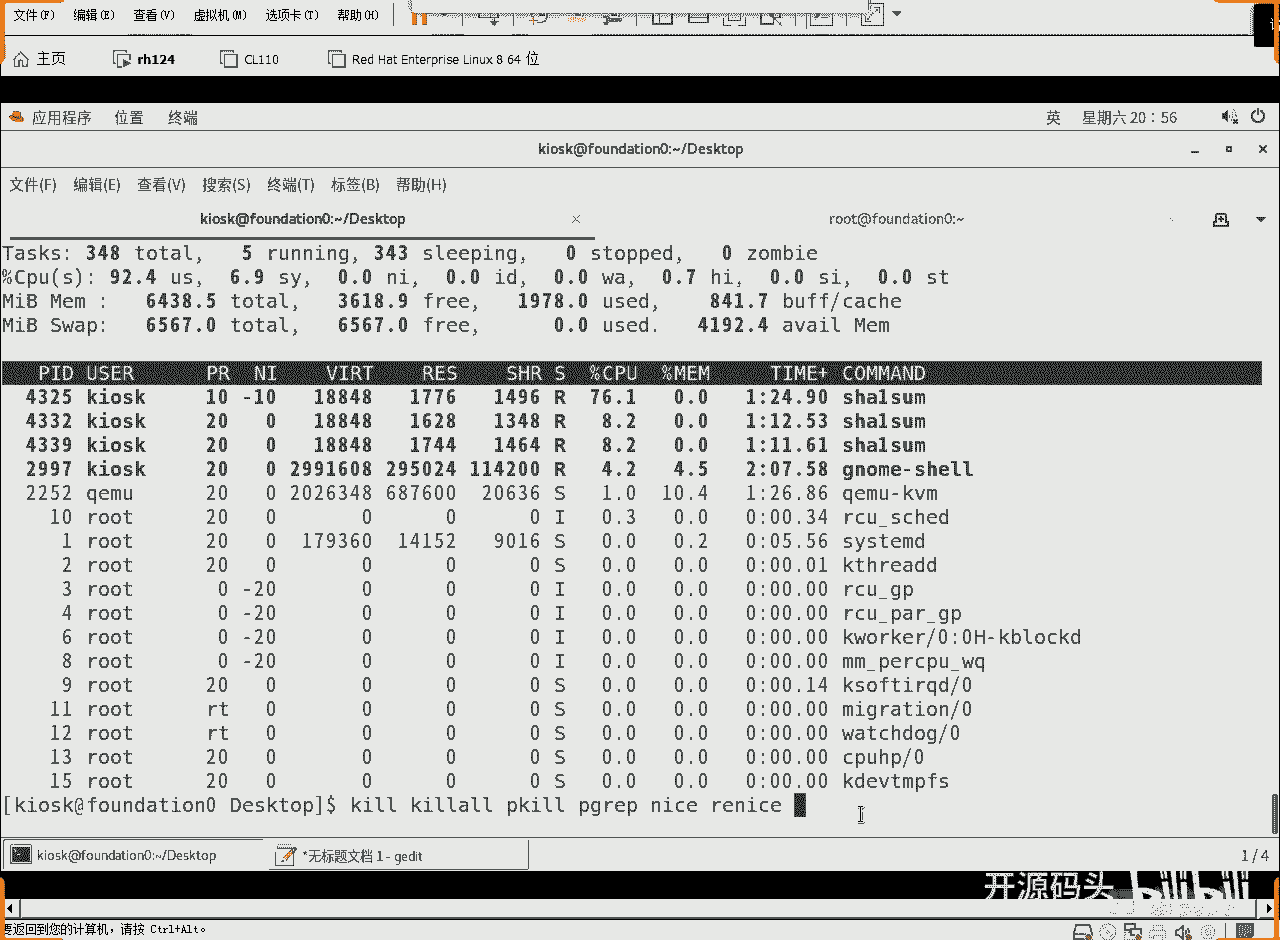 文件(F) 编辑(E) 查看(V) 虚拟机(M) 选项卡(T) 帮助(H)
主页 rh124 CL110 Red Hat Enterprise Linux 8 64 位
应用程序 位置 终端 英 星期六 20:56
kiosk@foundation0:~/Desktop
文件(F) 编辑(E) 查看(V) 搜索(S) 终端(T) 标签(B) 帮助(H)
kiosk@foundation0:~/Desktop root@foundation0:~
Tasks: 348 total, 5 running, 343 sleeping, 0 stopped, 0 zombie
%Cpu(s): 92.4 us, 6.9 sy, 0.0 ni, 0.0 id, 0.0 wa, 0.7 hi, 0.0 si, 0.0 st
MiB Mem : 6438.5 total, 3618.9 free, 1978.0 used, 841.7 buff/cache
MiB Swap: 6567.0 total, 6567.0 free, 0.0 used. 4192.4 avail Mem
PID USER PR NI VIRT RES SHR S %CPU %MEM TIME+ COMMAND
4325 kiosk 10 -10 18848 1776 1496 R 76.1 0.0 1:24.90 sha1sum
4332 kiosk 20 0 18848 1628 1348 R 8.2 0.0 1:12.53 sha1sum
4339 kiosk 20 0 18848 1744 1464 R 8.2 0.0 1:11.61 sha1sum
2997 kiosk 20 0 2991608 295024 114200 R 4.2 4.5 2:07.58 gnome-shell
2252 qemu 20 0 2026348 687600 20636 S 1.0 10.4 1:26.86 qemu-kvm
10 root 20 0 0 0 0 I 0.3 0.0 0:00.34 rcu_sched
1 root 20 0 179360 14152 9016 S 0.0 0.2 0:05.56 systemd
2 root 20 0 0 0 0 S 0.0 0.0 0:00.01 kthreadd
3 root 0 -20 0 0 0 I 0.0 0.0 0:00.00 rcu_gp
4 root 0 -20 0 0 0 I 0.0 0.0 0:00.00 rcu_par_gp
6 root 0 -20 0 0 0 I 0.0 0.0 0:00.00 kworker/0:0H-kblockd
8 root 0 -20 0 0 0 I 0.0 0.0 0:00.00 mm_percpu_wq
9 root 20 0 0 0 0 S 0.0 0.0 0:00.14 ksoftirqd/0
11 root rt 0 0 0 0 S 0.0 0.0 0:00.00 migration/0
12 root rt 0 0 0 0 S 0.0 0.0 0:00.00 watchdog/0
13 root 20 0 0 0 0 S 0.0 0.0 0:00.00 cpuhp/0
15 root 20 0 0 0 0 S 0.0 0.0 0:00.00 kdevtmpfs
[kiosk@foundation0 Desktop]$ kill killall pkill pgrep nice renice
kiosk@foundation0:~/Desktop *无标题文档 1 - gedit 1 / 4
开源码头 bilibili
要返回到您的计算机，请按 Ctrl+Alt。